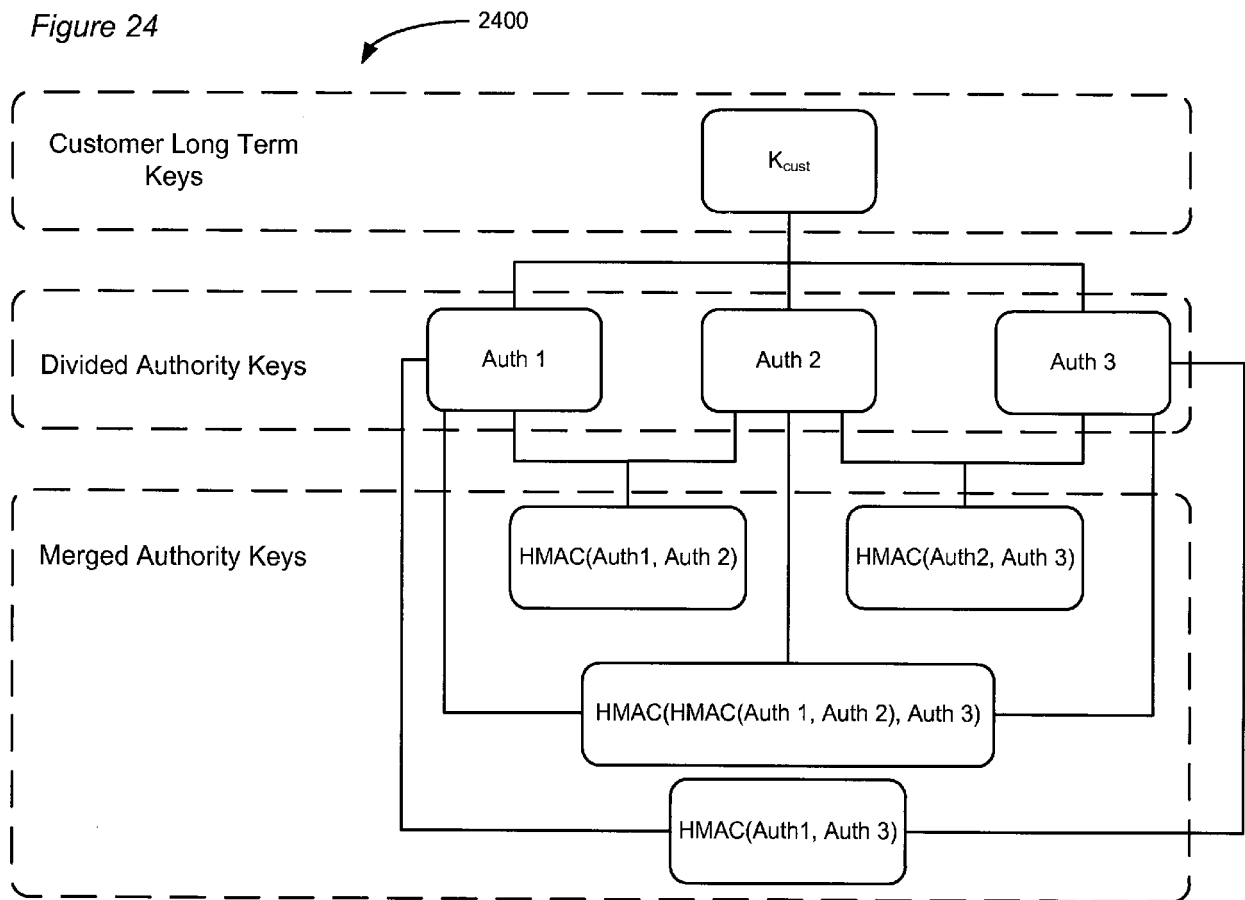 Figure 24
2400
Customer Long Term
Keys
Kcust
Divided Authority Keys
Auth 1
Auth 2
Auth 3
Merged Authority Keys
HMAC(Auth1, Auth 2)
HMAC(Auth2, Auth 3)
HMAC(HMAC(Auth 1, Auth 2), Auth 3)
HMAC(Auth1, Auth 3)